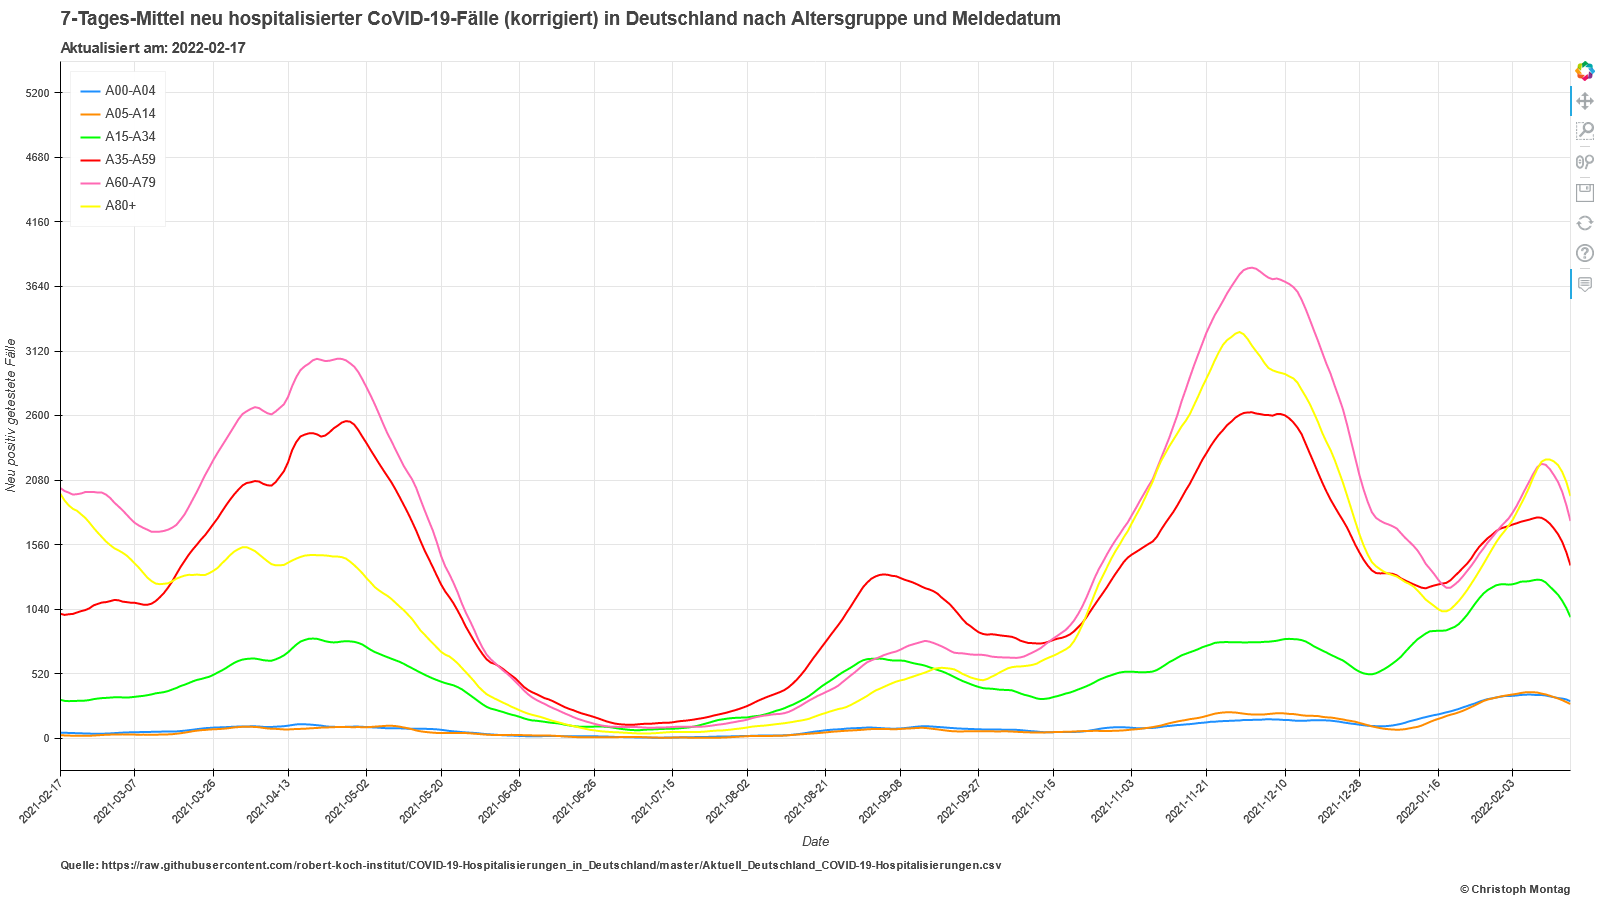 7-Tages-Mittel neu hospitalisierter CoVID-19-Fälle (korrigiert) in Deutschland nach Altersgruppe und Meldedatum
Aktualisiert am: 2022-02-17
A00-A04
A05-A14
A15-A34
A35-A59
A60-A79
A80+
5200
4680
4160
3640
3120
2600
2080
1560
1040
520
0
Neu positiv getestete Fälle
2021-02-17
2021-03-07
2021-03-26
2021-04-13
2021-05-02
2021-05-20
2021-06-08
2021-06-26
2021-07-15
2021-08-02
2021-08-21
2021-09-08
2021-09-27
2021-10-15
2021-11-03
2021-11-21
2021-12-10
2021-12-28
2022-01-16
2022-02-03
Date
Quelle: https://raw.githubusercontent.com/robert-koch-institut/COVID-19-Hospitalisierungen_in_Deutschland/master/Aktuell_Deutschland_COVID-19-Hospitalisierungen.csv
© Christoph Montag